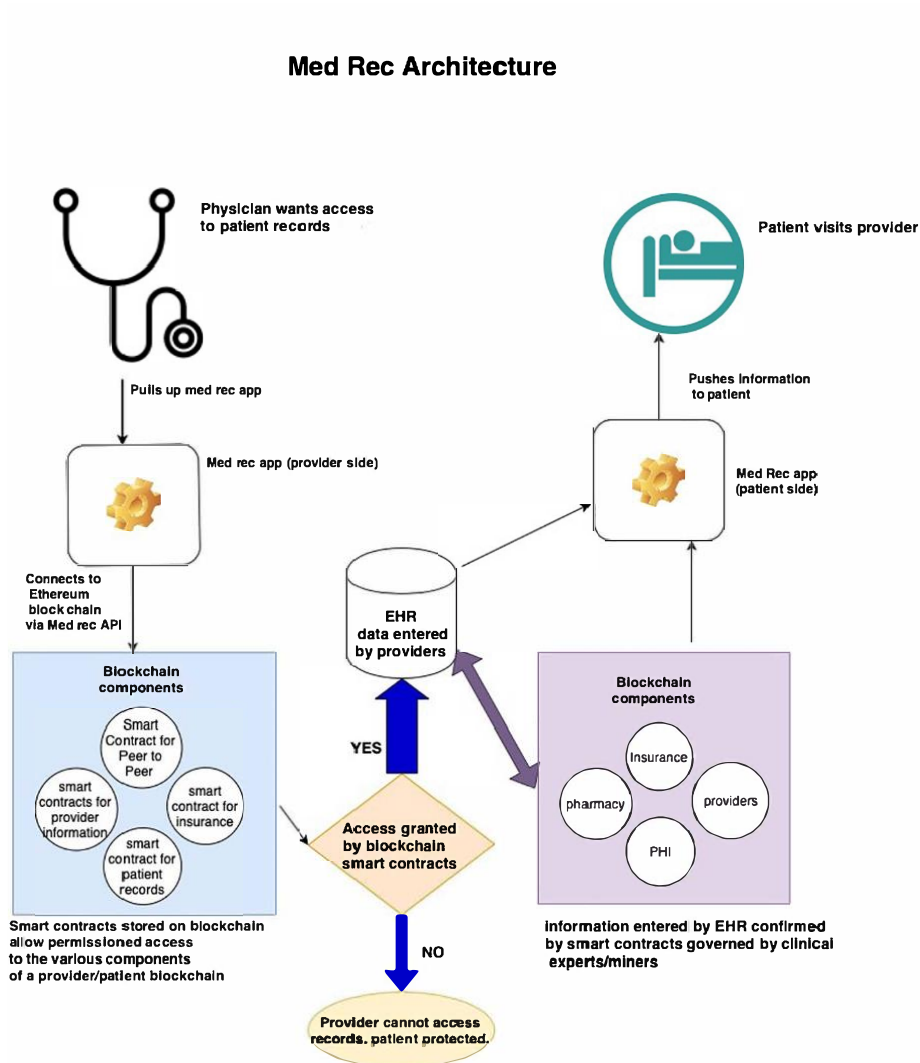 Med Rec Architecture
Physician wants access
to patient records
Patient visits provider
Pulls up med rec app
Pushes information
to patient
Med rec app (provider side)
Med Rec app
(patient side)
Connects to
Ethereum
block chain
via Med rec API
EHR
data entered
by providers
Blockchain
components
Smart
Contract for
Peer to
Peer
smart
contracts for
provider
information
smart
contract for
insurance
smart
contract for
patient
records
YES
Access granted
by blockchain
smart contracts
Blockchain
components
Insurance
pharmacy
providers
PHI
Smart contracts stored on blockchain
allow permissioned access
to the various components
of a provider/patient blockchain
NO
Information entered by EHR confirmed
by smart contracts governed by clinical
experts/miners
Provider cannot access
records. patient protected.